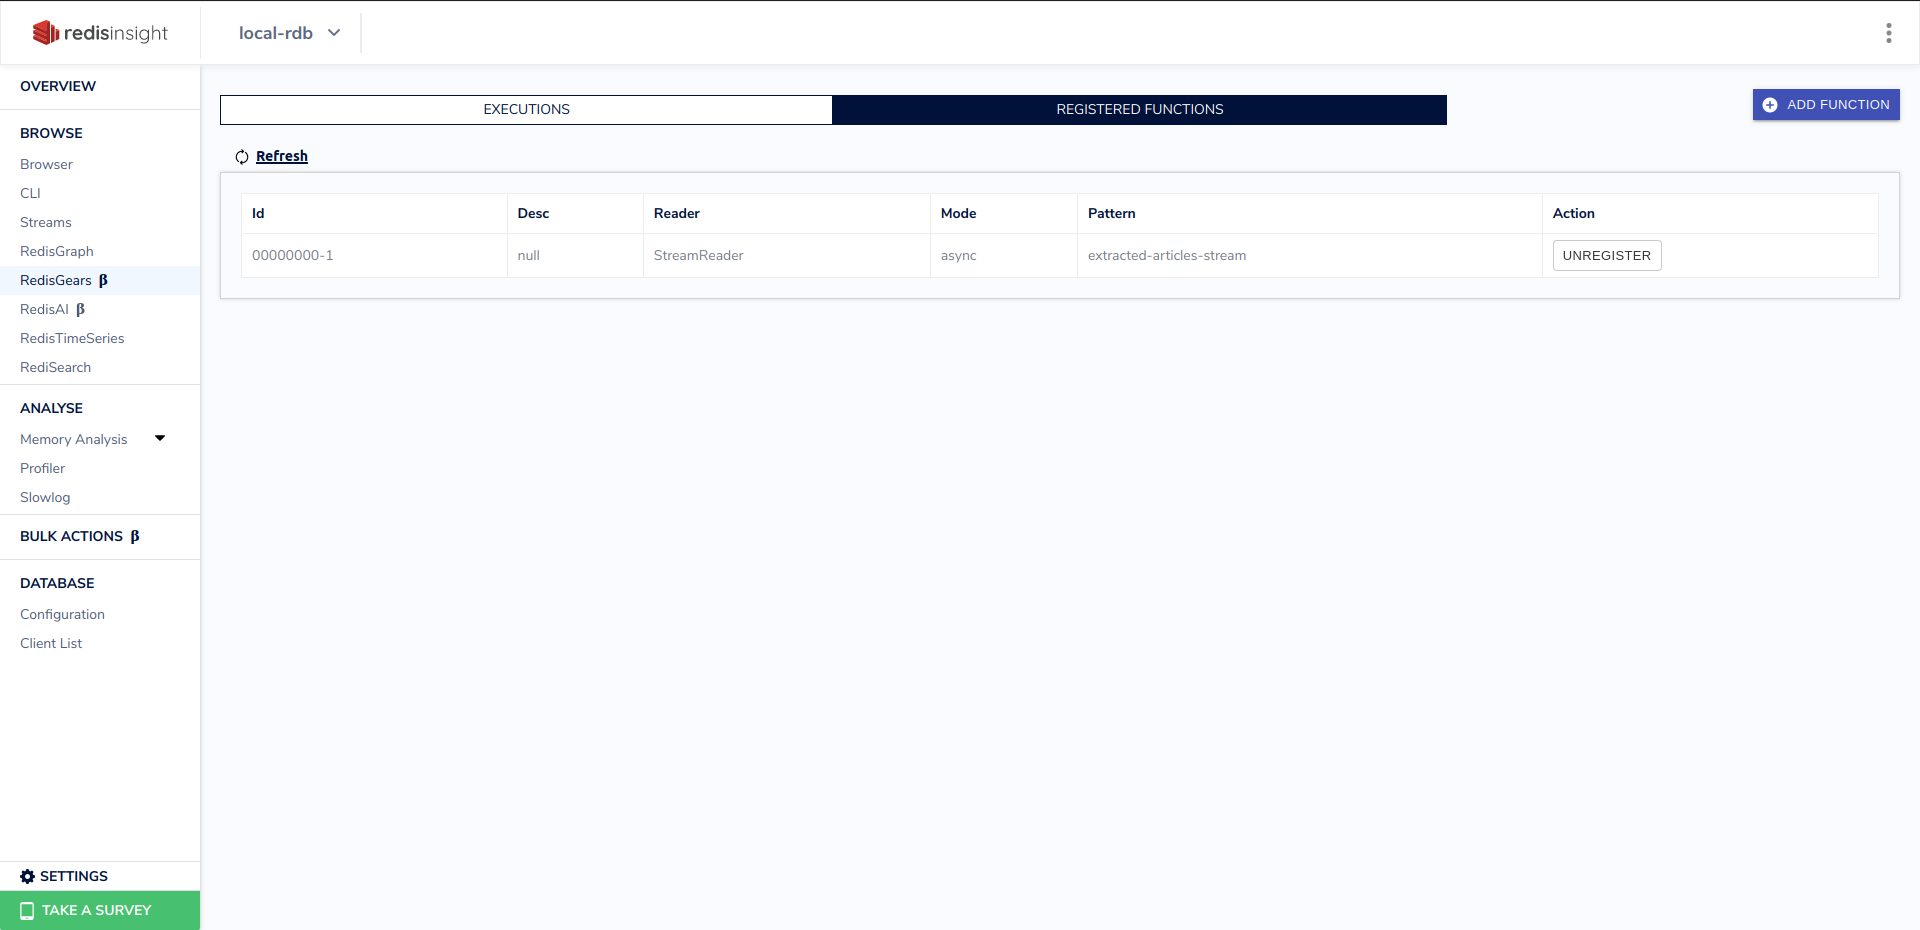 redisinsight
local-rdb
OVERVIEW
BROWSE
Browser
CLI
Streams
RedisGraph
RedisGears β
RedisAI β
RedisTimeSeries
RediSearch
ANALYSE
Memory Analysis
Profiler
Slowlog
BULK ACTIONS β
DATABASE
Configuration
Client List
SETTINGS
TAKE A SURVEY
EXECUTIONS REGISTERED FUNCTIONS
ADD FUNCTION
Refresh
Id Desc Reader Mode Pattern Action
00000000-1 null StreamReader async extracted-articles-stream UNREGISTER